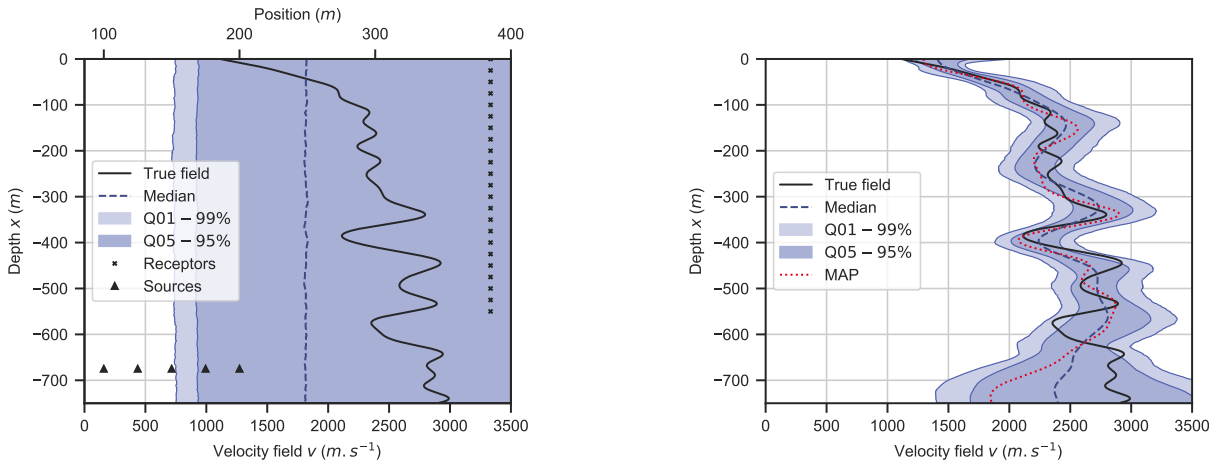 Position (m)
100 200 300 400
0
−100
−200
−300
−400
−500
−600
−700
Depth x (m)
True field
Median
Q01 − 99%
Q05 − 95%
Receptors
Sources
0 500 1000 1500 2000 2500 3000 3500
Velocity field v (m. s⁻¹)
0
−100
−200
−300
−400
−500
−600
−700
Depth x (m)
True field
Median
Q01 − 99%
Q05 − 95%
MAP
0 500 1000 1500 2000 2500 3000 3500
Velocity field v (m. s⁻¹)